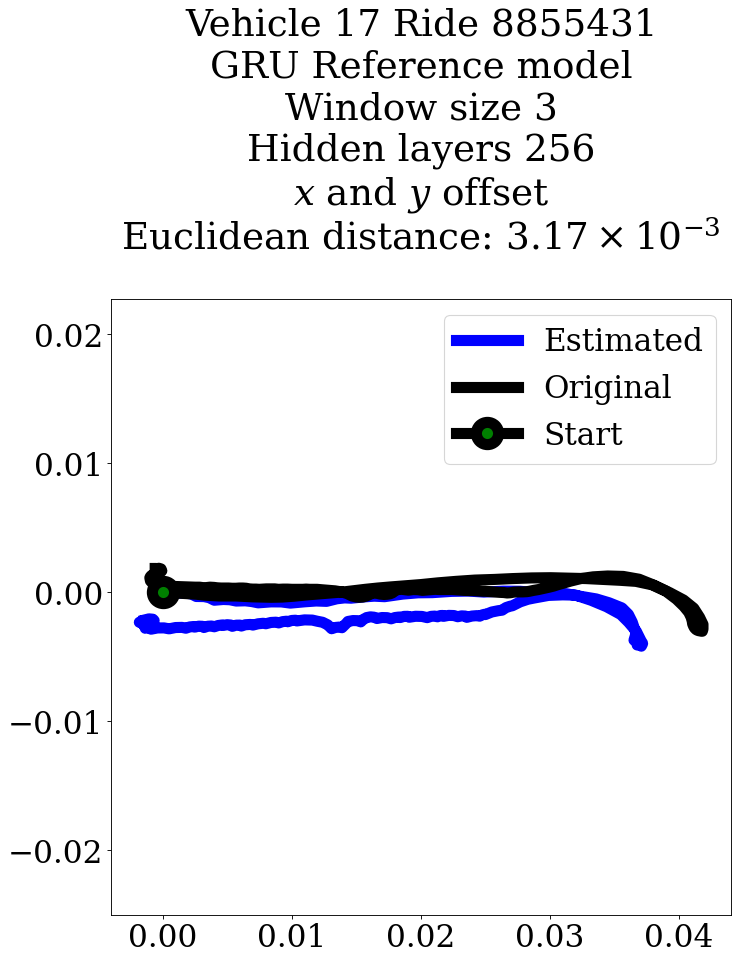 Vehicle 17 Ride 8855431
GRU Reference model
Window size 3
Hidden layers 256
x and y offset
Euclidean distance: 3.17 × 10⁻³
Estimated
Original
Start
0.02
0.01
0.00
−0.01
−0.02
0.00 0.01 0.02 0.03 0.04